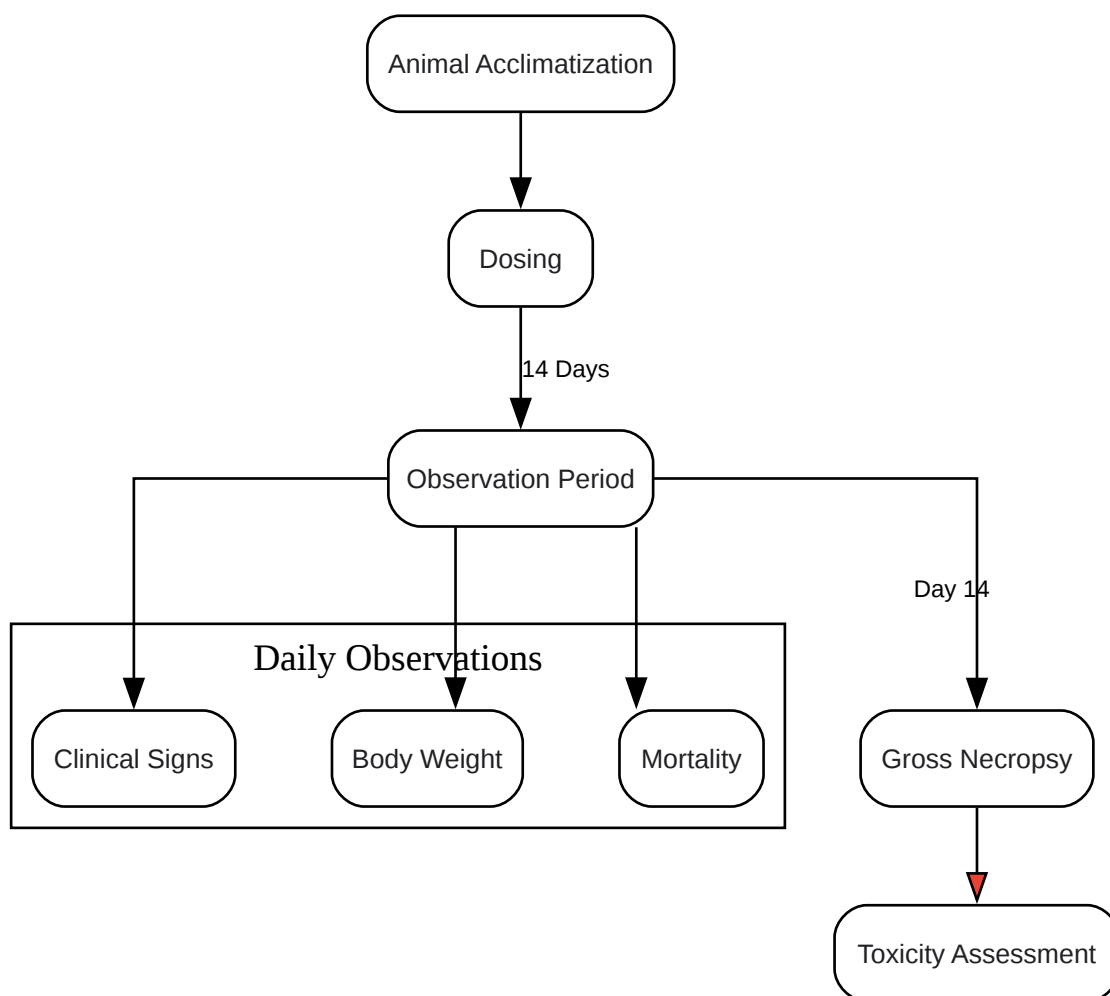 Animal Acclimatization
Dosing
14 Days
Observation Period
Day 14
Daily Observations
Clinical Signs
Body Weight
Mortality
Gross Necropsy
Toxicity Assessment